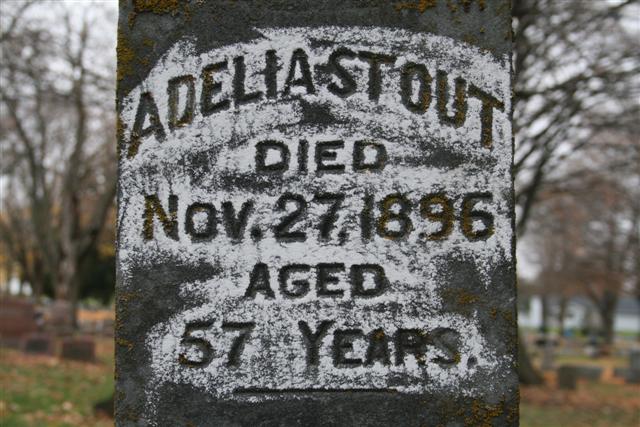 ADELIA STOUT
DIED
NOV. 27, 1896
AGED
57 YEARS.